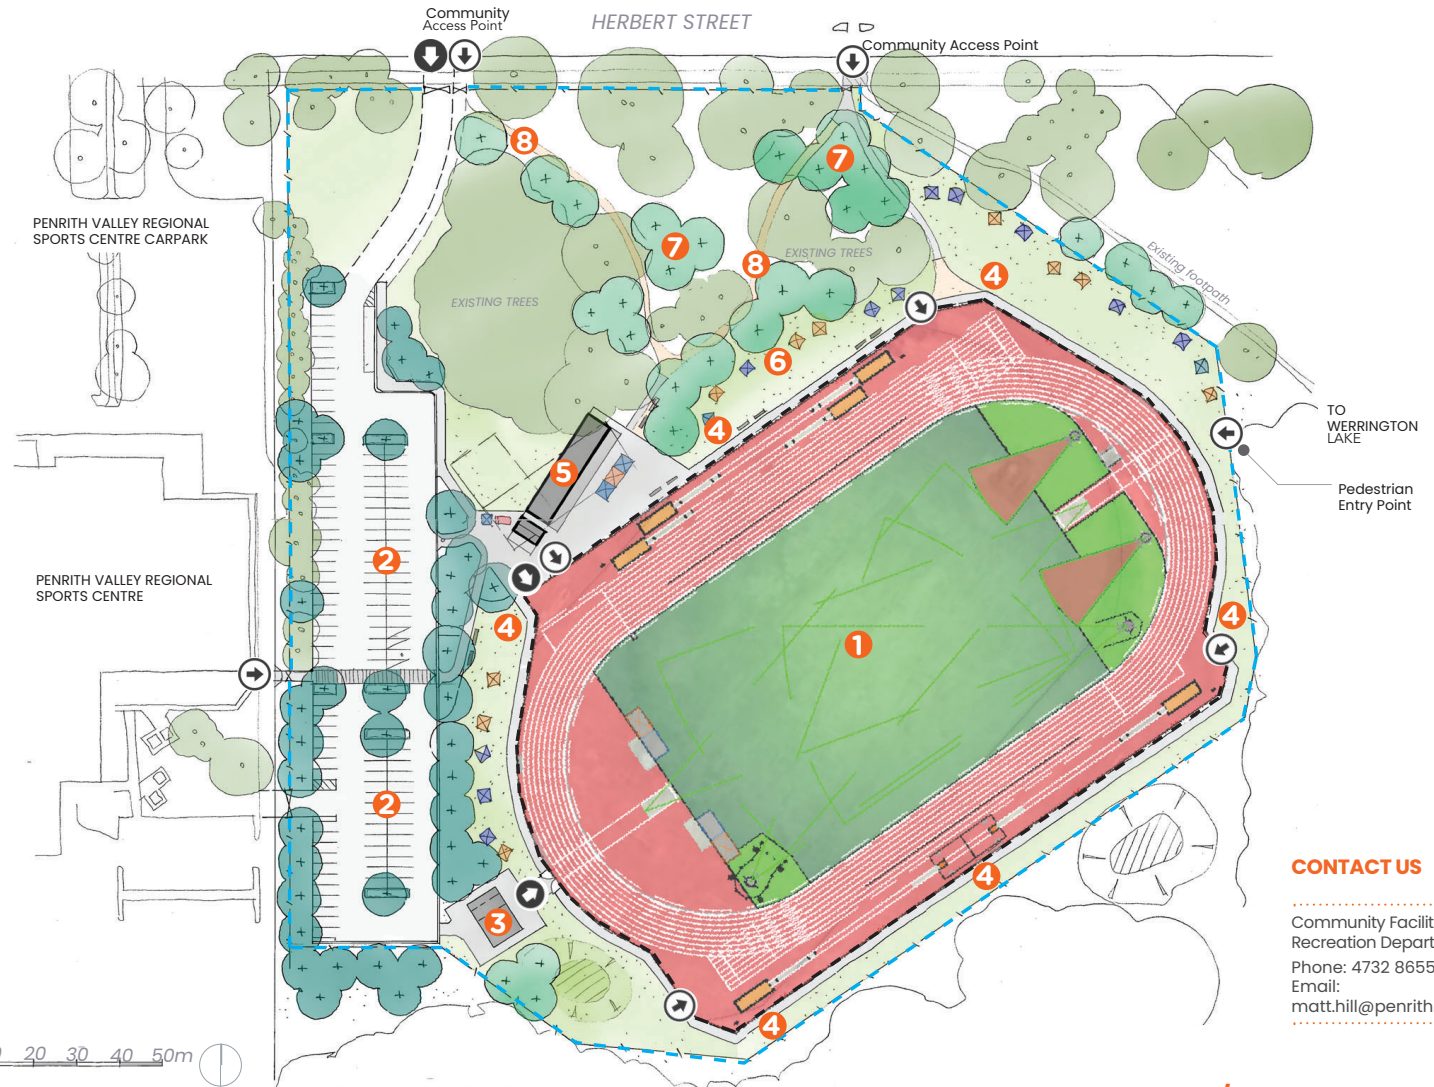 Community
Access Point
HERBERT STREET
Community Access Point
8
7
PENRITH VALLEY REGIONAL
SPORTS CENTRE CARPARK
7
8
EXISTING TREES
4
Existing footpath
EXISTING TREES
6
4
TO
WERRINGTON
LAKE
5
Pedestrian
Entry Point
2
PENRITH VALLEY REGIONAL
SPORTS CENTRE
4
4
1
2
4
3
CONTACT US
Community Facilit
Recreation Depart
Phone: 4732 8655
Email:
matt.hill@penrith
4
20 30 40 50m